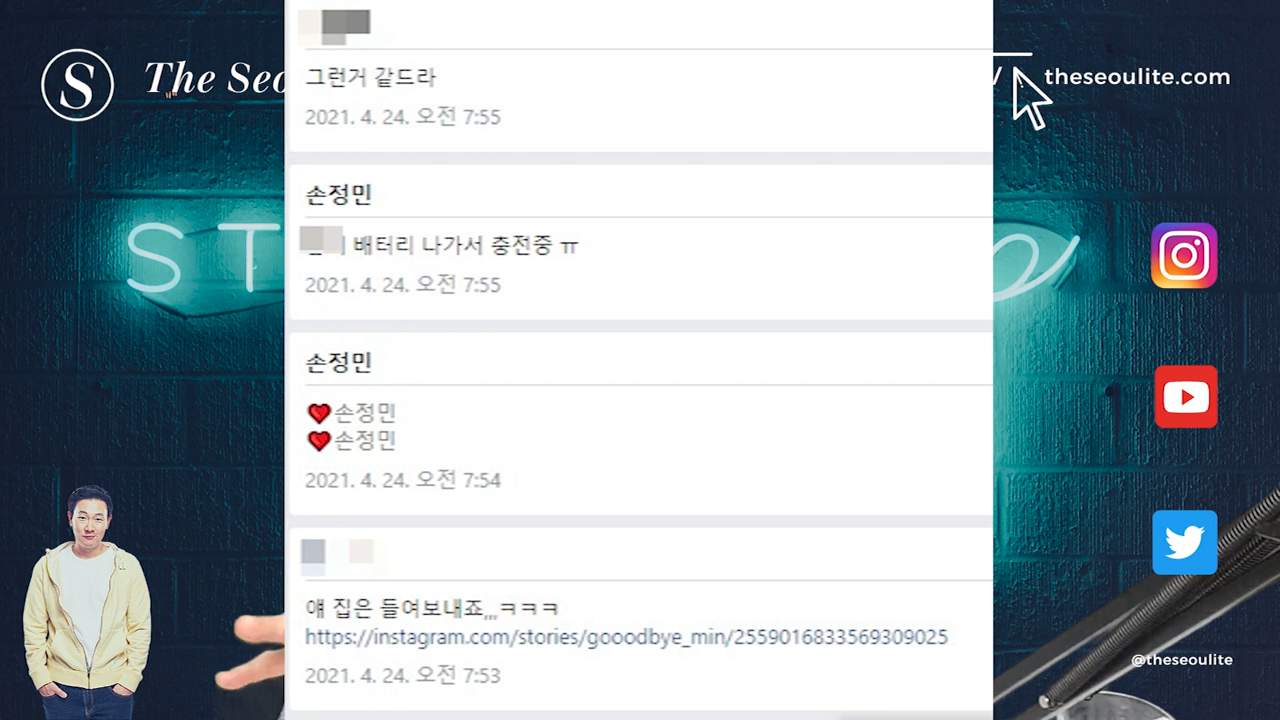 The Seo
theseoulite.com
그런거 같드라
2021. 4. 24. 오전 7:55
손정민
배터리 나가서 충전중 ㅠ
2021. 4. 24. 오전 7:55
손정민
손정민
손정민
2021. 4. 24. 오전 7:54
얘 집은 들여보내죠,,,ㅋㅋㅋ
https://instagram.com/stories/gooodbye_min/2559016833569309025
2021. 4. 24. 오전 7:53
S T
@theseoulite